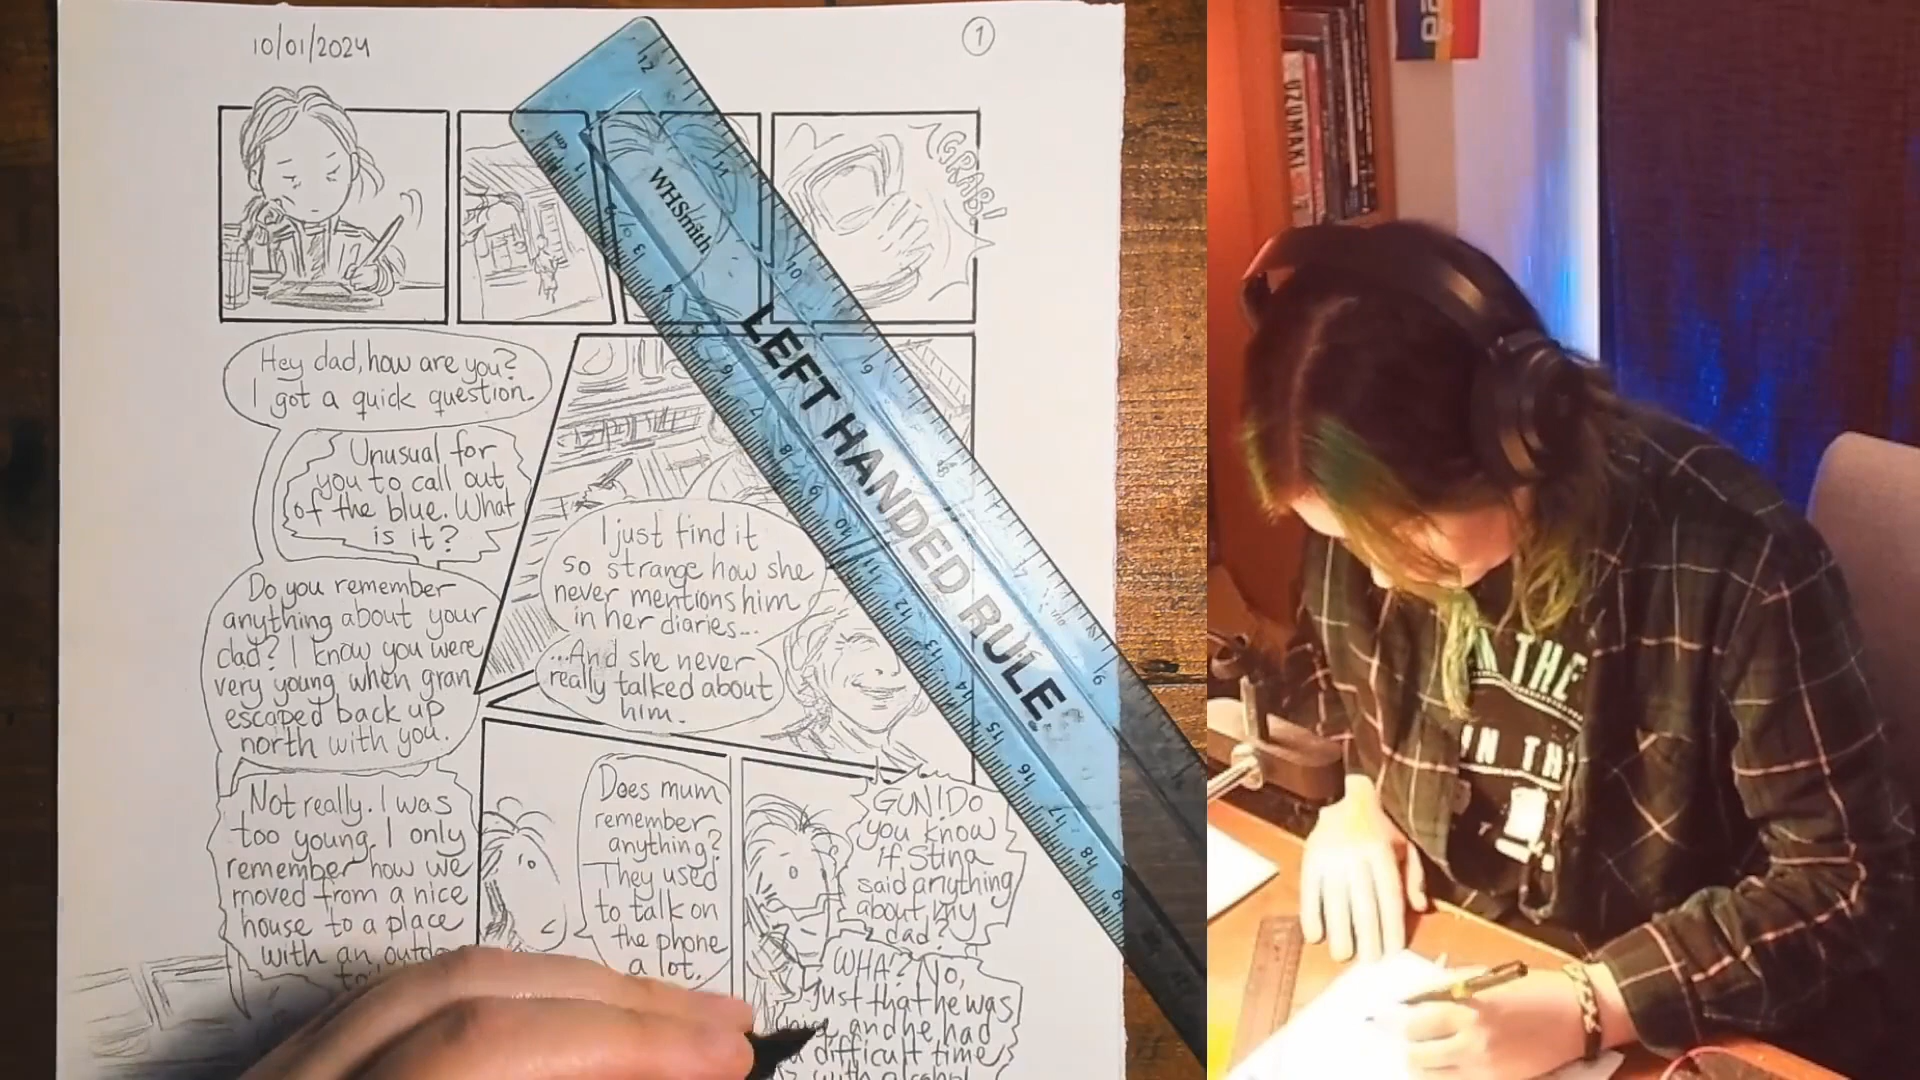 10/01/2024
1
GRAB!
WHSmith
LEFT HANDED RULER
Hey dad, how are you?
I got a quick question.
Unusual for
you to call out
of the blue. What
is it?
Do you remember
anything about your
dad? I know you were
very young when gran
escaped back up
north with you.
Not really. I was
too young. I only
remember how we
moved from a nice
house to a place
with an
I just find it
so strange how she
never mentions him
in her diaries...
...And she never
really talked about
him.
Does mum
remember
anything?
They used
to talk on
the phone
a lot.
GUN! Do
you know
if Stina
said anything
about my
dad?
WHA? No,
just that he was
and he had
difficult time
with alcohol
UZUMAKI
THE
ON THE